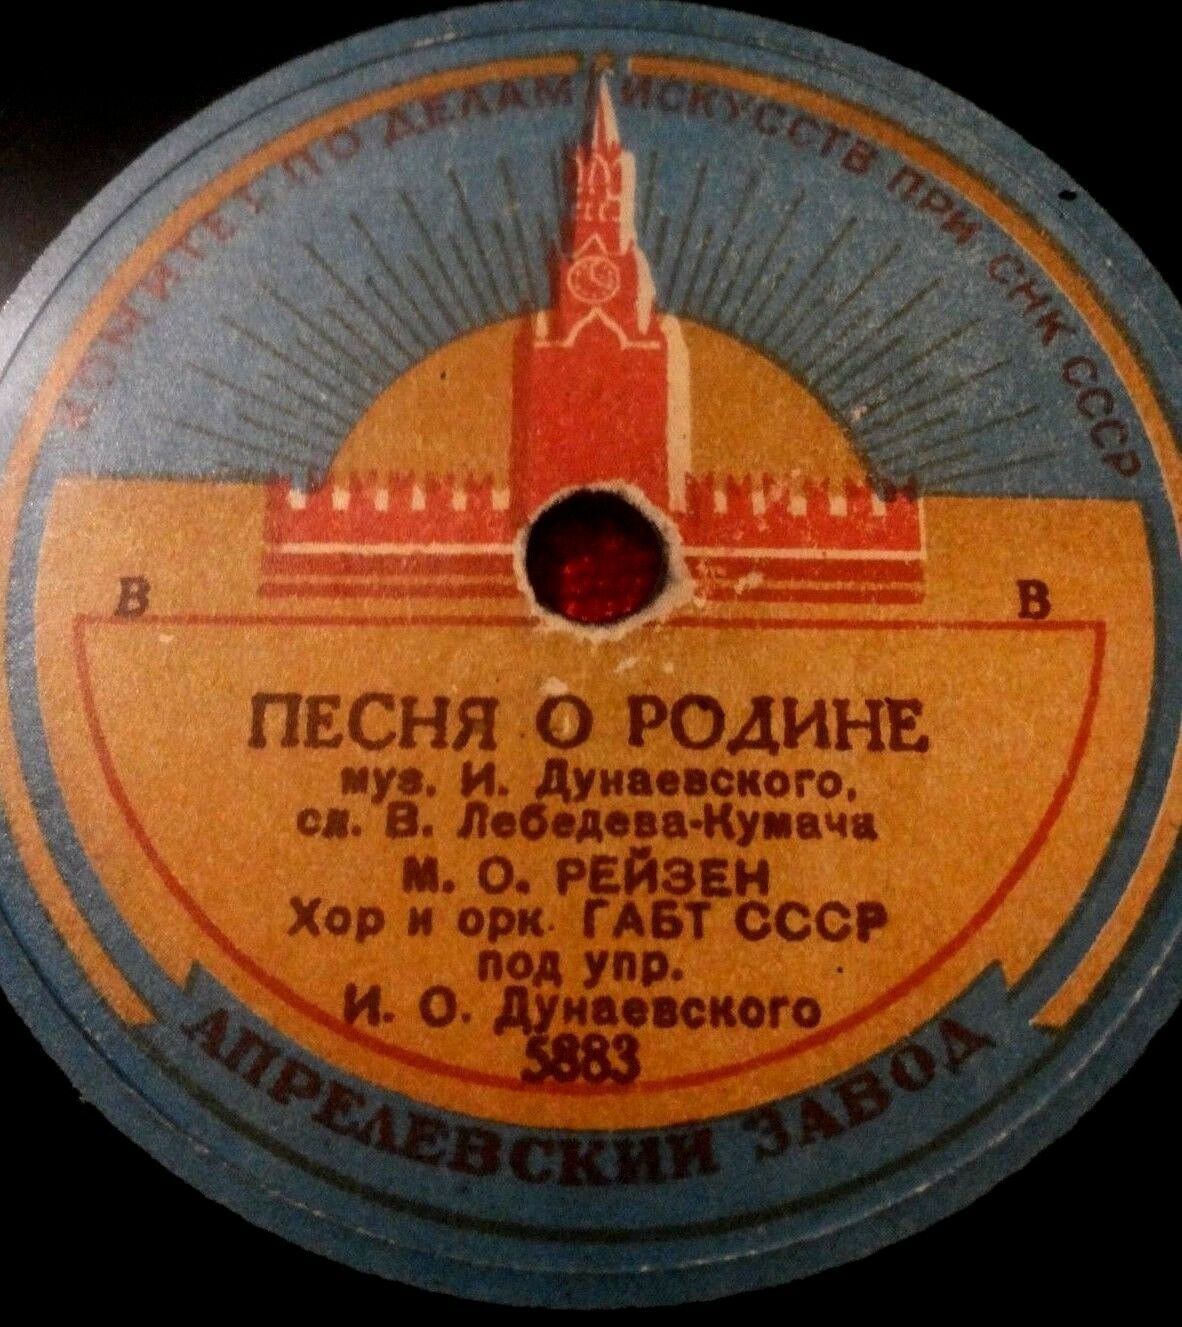 КОМИТЕТ ПО ДЕЛАМ ИСКУССТВ ПРИ СНК СССР
В В
ПЕСНЯ О РОДИНЕ
муз. И. Дунаевского,
сл. В. Лебедева-Кумача
М. О. РЕЙЗЕН
Хор и орк. ГАБТ СССР
под упр.
И. О. Дунаевского
5883
АПРЕЛЕВСКИЙ ЗАВОД